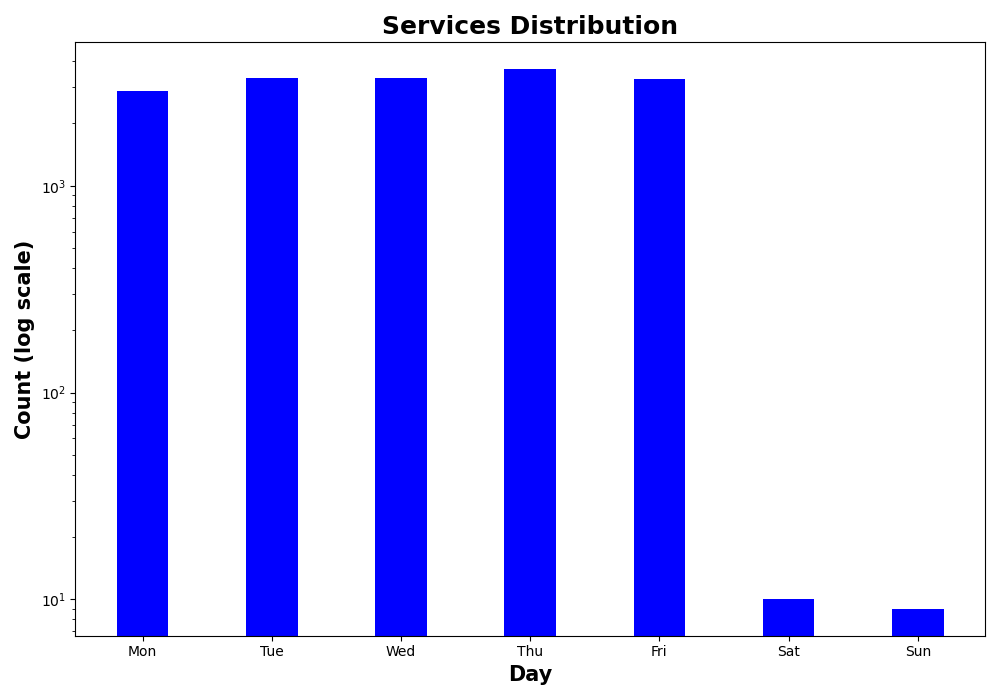 Services Distribution
Count (log scale)
10³
10²
10¹
Mon Tue Wed Thu Fri Sat Sun
Day